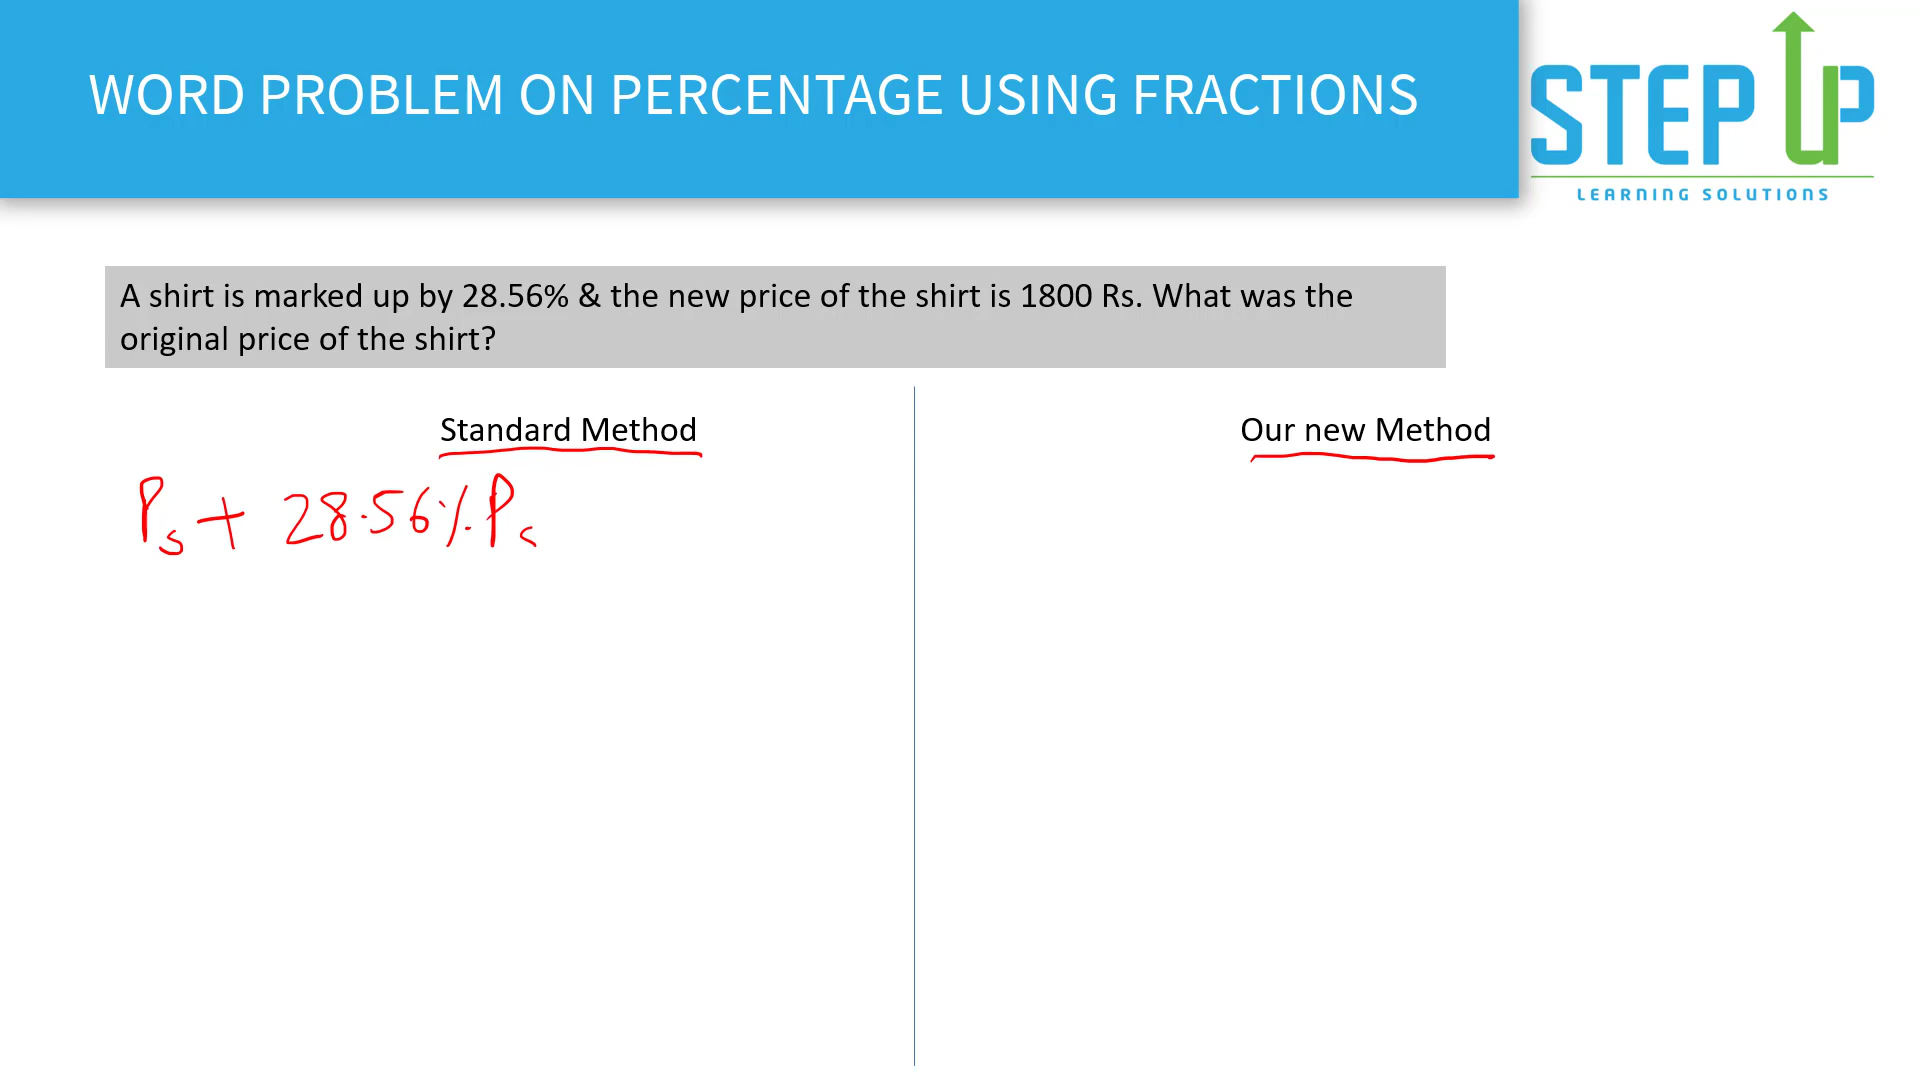 WORD PROBLEM ON PERCENTAGE USING FRACTIONS
STEP UP
LEARNING SOLUTIONS
A shirt is marked up by 28.56% & the new price of the shirt is 1800 Rs. What was the
original price of the shirt?
Standard Method
Our new Method
Ps + 28.56% Ps